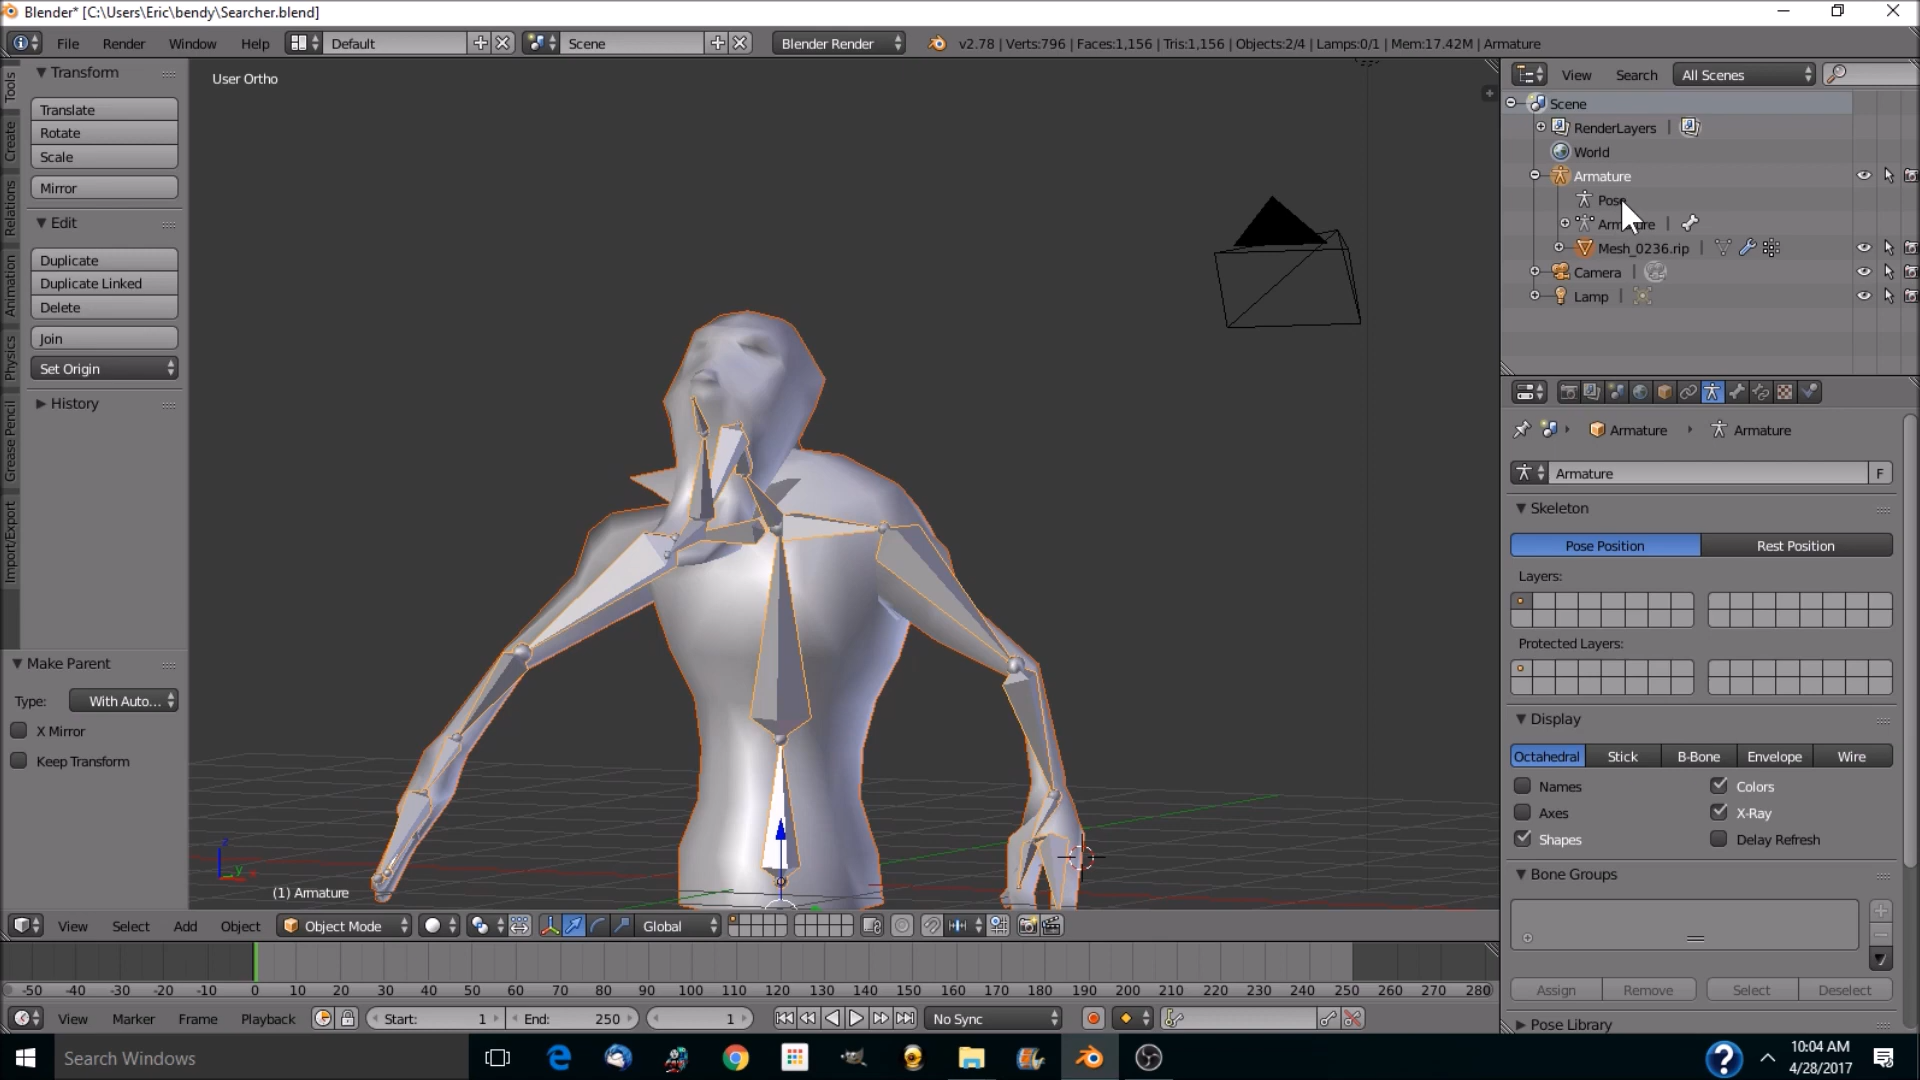 Blender* [C:\Users\Eric\bendy\Searcher.blend]
File Render Window Help Default Scene Blender Render v2.78 | Verts:796 | Faces:1,156 | Tris:1,156 | Objects:2/4 | Lamps:0/1 | Mem:17.42M | Armature
Tools
Create
Relations
Animation
Physics
Grease Pencil
Import/Export
Transform
Translate
Rotate
Scale
Mirror
Edit
Duplicate
Duplicate Linked
Delete
Join
Set Origin
History
Make Parent
Type: With Auto...
X Mirror
Keep Transform
User Ortho
z
y
(1) Armature
View Select Add Object Object Mode Global
-50 -40 -30 -20 -10 0 10 20 30 40 50 60 70 80 90 100 110 120 130 140 150 160 170 180 190 200 210 220 230 240 250 260 270 280
View Marker Frame Playback Start: 1 End: 250 1 No Sync
View Search All Scenes
Scene
RenderLayers |
World
Armature
Pose
Armature |
Mesh_0236.rip |
Camera |
Lamp |
Armature Armature
Armature F
Skeleton
Pose Position Rest Position
Layers:
Protected Layers:
Display
Octahedral Stick B-Bone Envelope Wire
Names Colors
Axes X-Ray
Shapes Delay Refresh
Bone Groups
Assign Remove Select Deselect
Pose Library
Search Windows
10:04 AM
4/28/2017